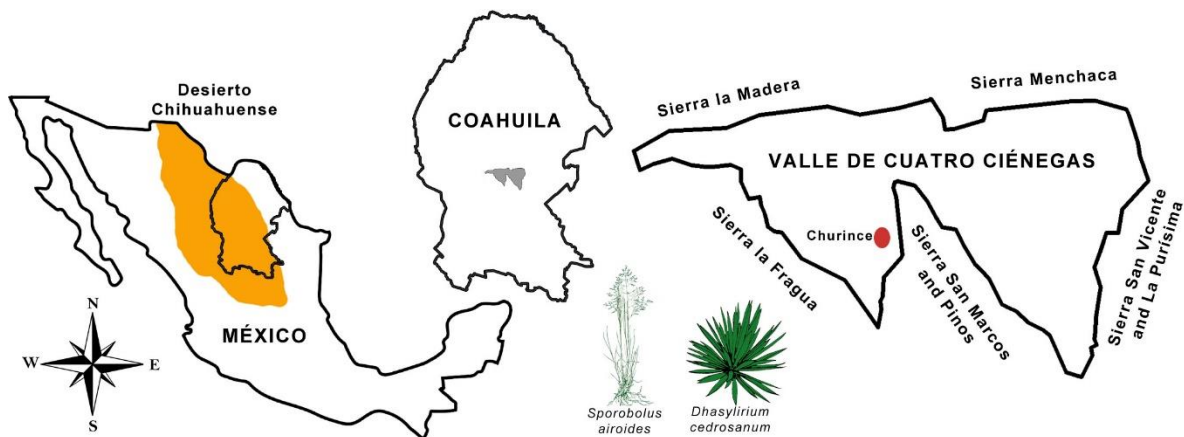 Desierto
Chihuahuense
MÉXICO
N
W
E
S
COAHUILA
Sporobolus
airoides
Dhasylirium
cedrosanum
Sierra la Madera
Sierra Menchaca
VALLE DE CUATRO CIÉNEGAS
Churince
Sierra la Fragua
Sierra San Marcos
and Pinos
Sierra San Vicente
and La Purísima